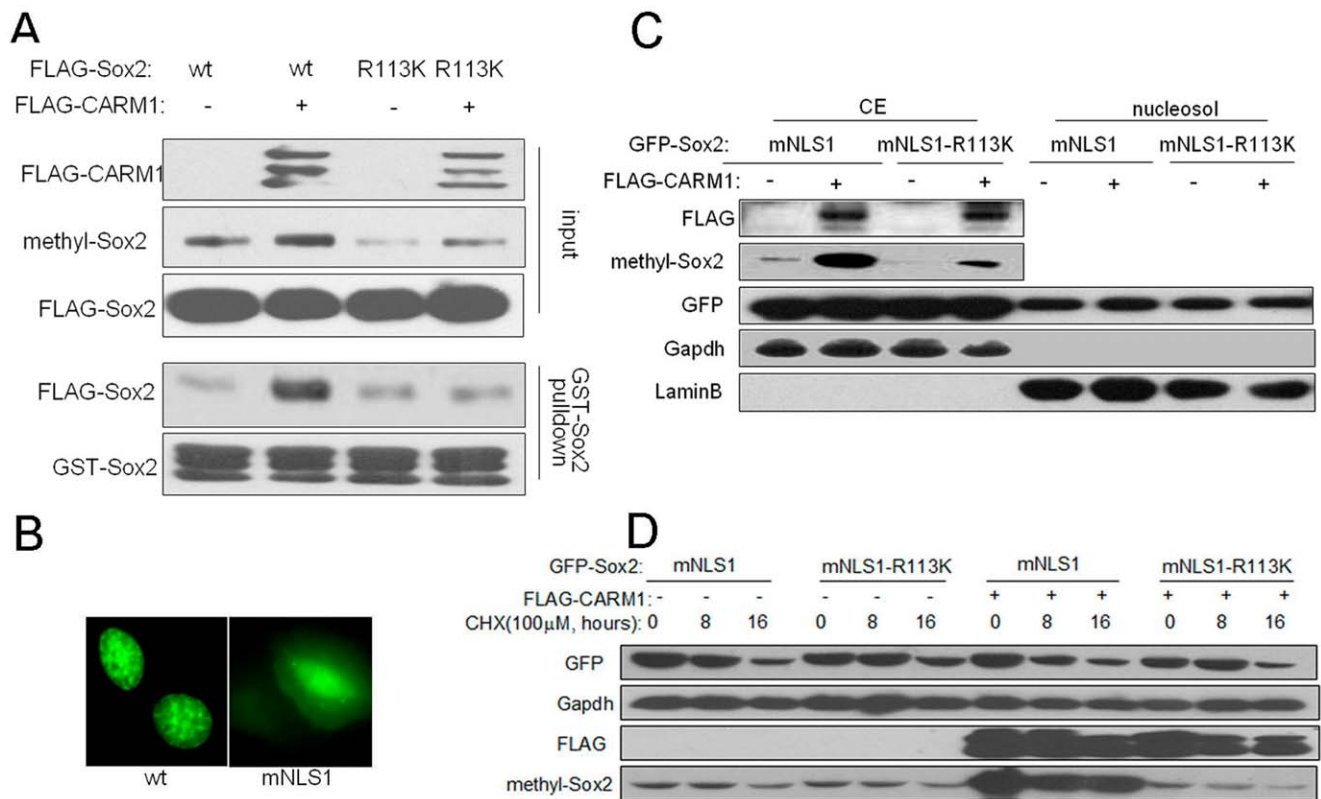 A
FLAG-Sox2: wt wt R113K R113K
FLAG-CARM1: - + - +
FLAG-CARM1
methyl-Sox2
FLAG-Sox2
input
FLAG-Sox2
GST-Sox2
GST-Sox2
pulldown
B
wt mNLS1
C
CE nucleosol
GFP-Sox2: mNLS1 mNLS1-R113K mNLS1 mNLS1-R113K
FLAG-CARM1: - + - + - + - +
FLAG
methyl-Sox2
GFP
Gapdh
LaminB
D
GFP-Sox2: mNLS1 mNLS1-R113K mNLS1 mNLS1-R113K
FLAG-CARM1: - - - - - - + + + + + +
CHX(100μM, hours): 0 8 16 0 8 16 0 8 16 0 8 16
GFP
Gapdh
FLAG
methyl-Sox2